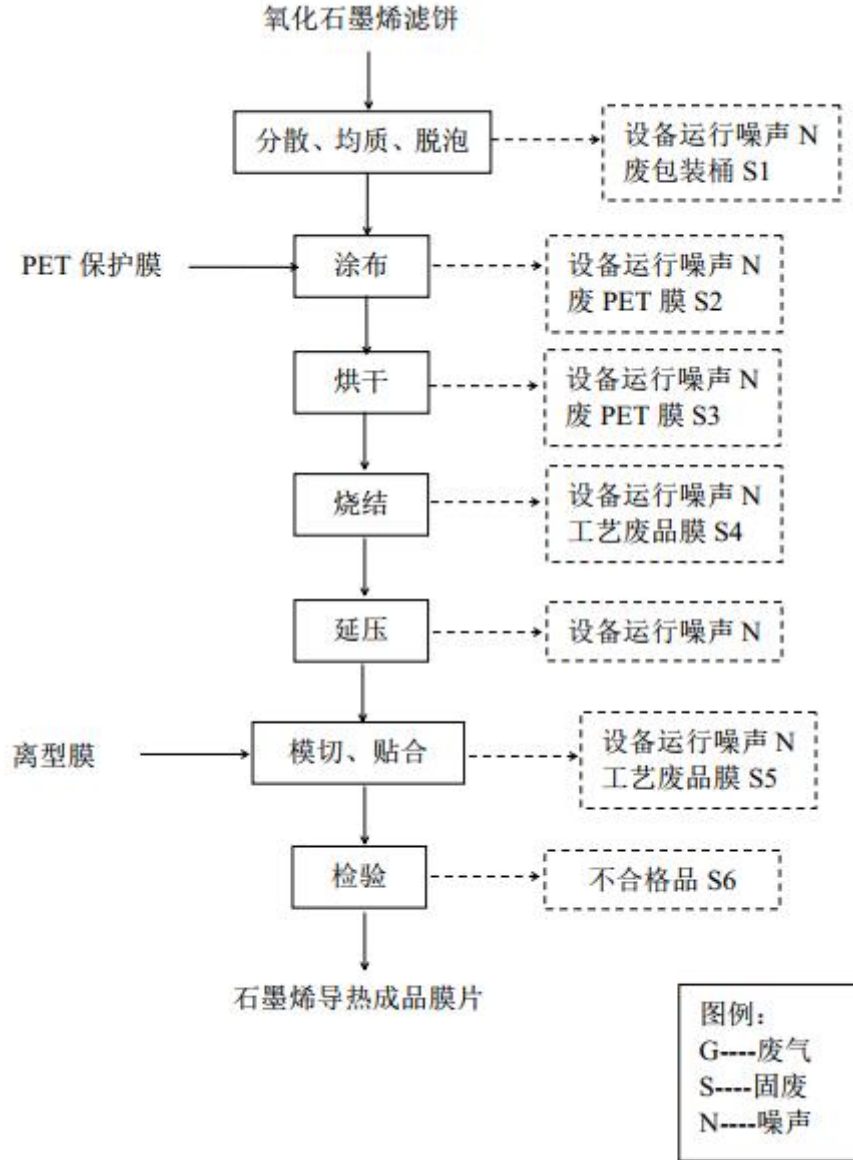 氧化石墨烯滤饼
分散、均质、脱泡
设备运行噪声 N
废包装桶 S1
PET 保护膜
涂布
设备运行噪声 N
废 PET 膜 S2
烘干
设备运行噪声 N
废 PET 膜 S3
烧结
设备运行噪声 N
工艺废品膜 S4
延压
设备运行噪声 N
离型膜
模切、贴合
设备运行噪声 N
工艺废品膜 S5
检验
不合格品 S6
石墨烯导热成品膜片
图例：
G----废气
S----固废
N----噪声